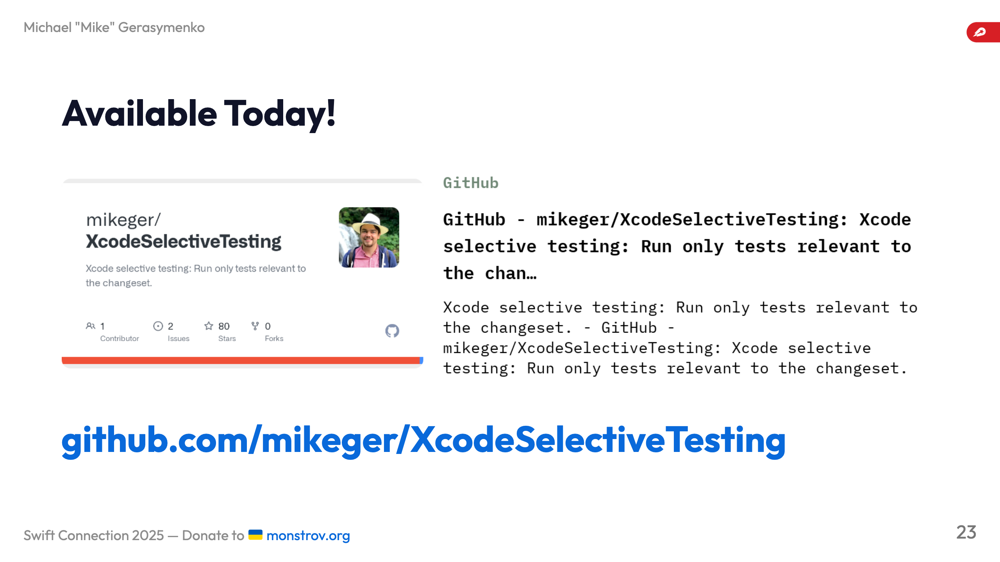 Michael "Mike" Gerasymenko
Available Today!
mikeger/
XcodeSelectiveTesting
Xcode selective testing: Run only tests relevant to
the changeset.
1
Contributor
2
Issues
80
Stars
0
Forks
GitHub
GitHub - mikeger/XcodeSelectiveTesting: Xcode
selective testing: Run only tests relevant to
the chan…
Xcode selective testing: Run only tests relevant to
the changeset. - GitHub -
mikeger/XcodeSelectiveTesting: Xcode selective
testing: Run only tests relevant to the changeset.
github.com/mikeger/XcodeSelectiveTesting
Swift Connection 2025 — Donate to 🇺🇦 monstrov.org
23